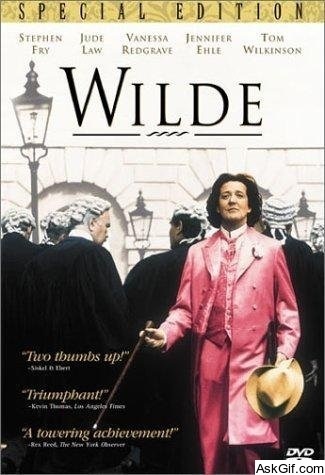 SPECIAL EDITION
STEPHEN FRY JUDE LAW VANESSA REDGRAVE JENNIFER EHLE TOM WILKINSON
WILDE
"Two thumbs up!"
-Siskel & Ebert
"Triumphant!"
-Kevin Thomas, Los Angeles Times
"A towering achievement!"
-Rex Reed, The New York Observer
DVD
AskGif.com